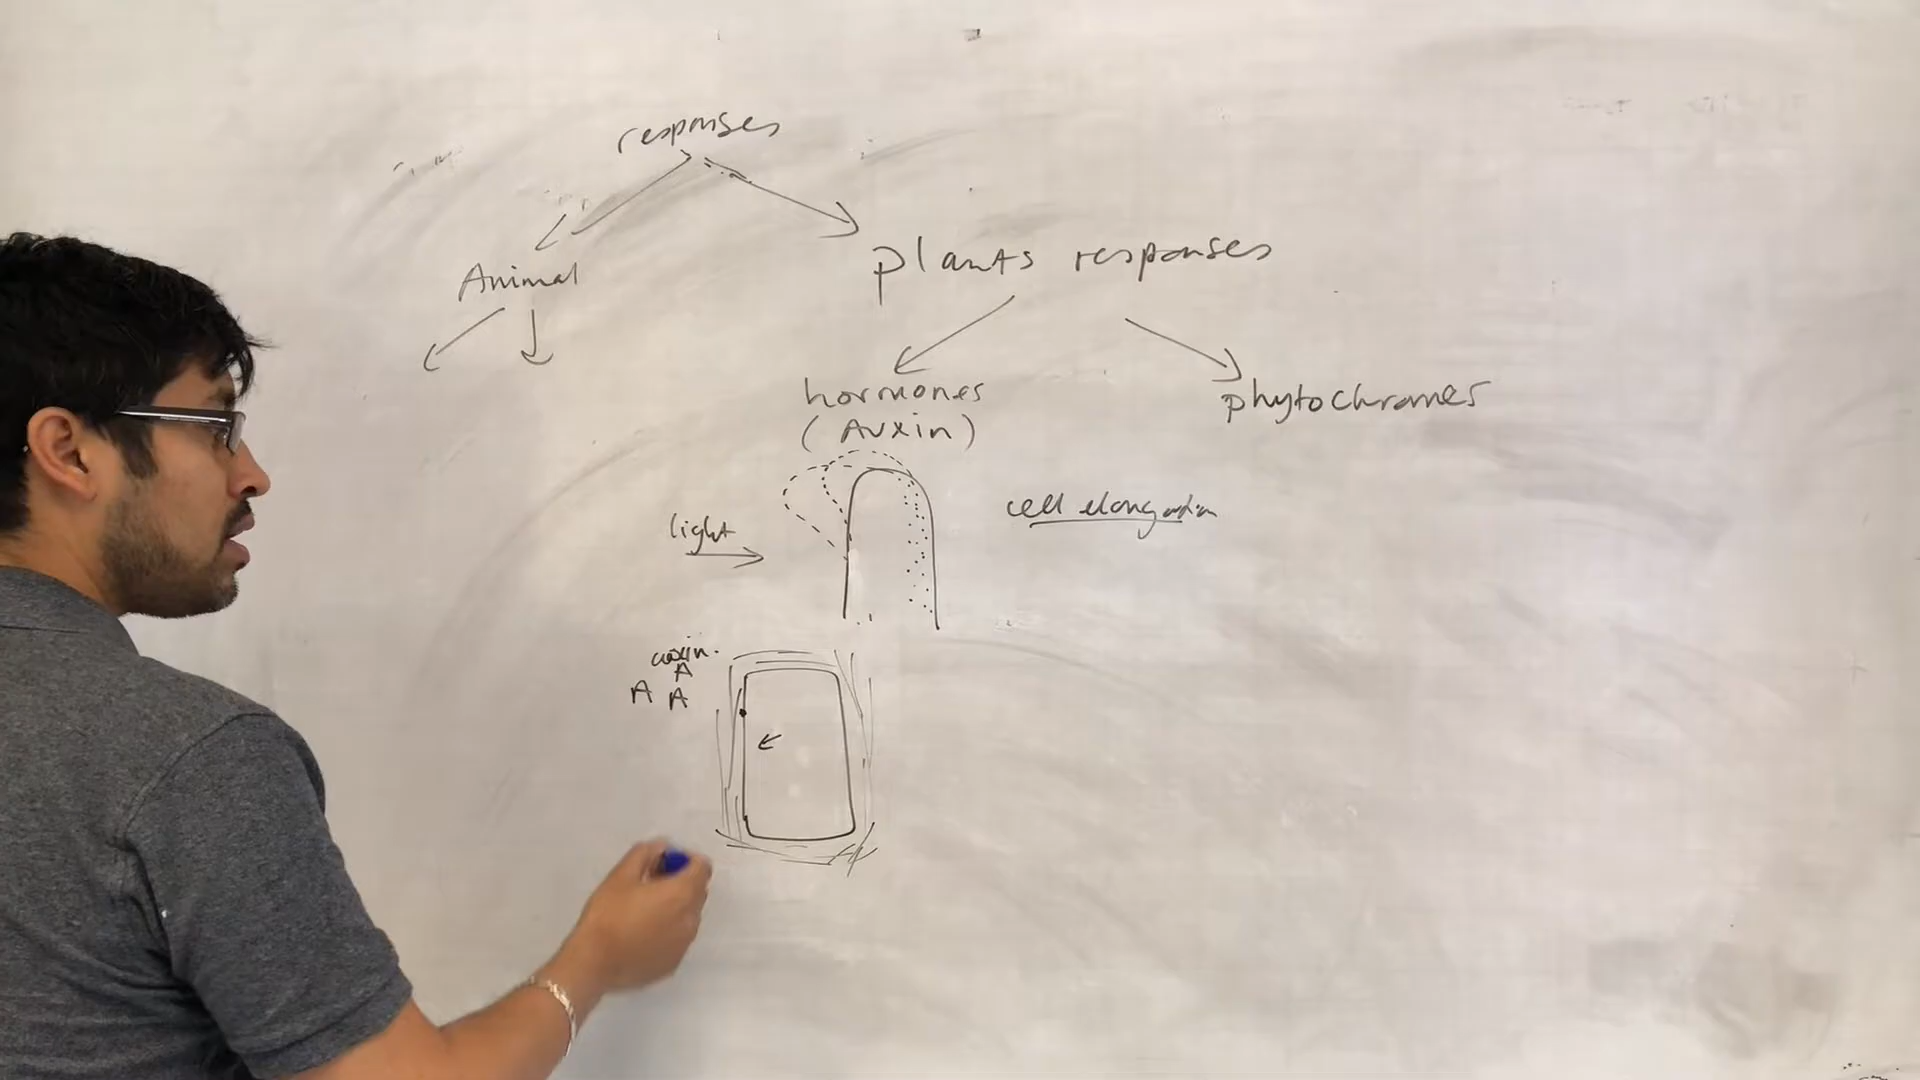 responses
Animal
plants responses
hormones
(Auxin)
phytochromes
light
cell elongation
auxin.
A
A A